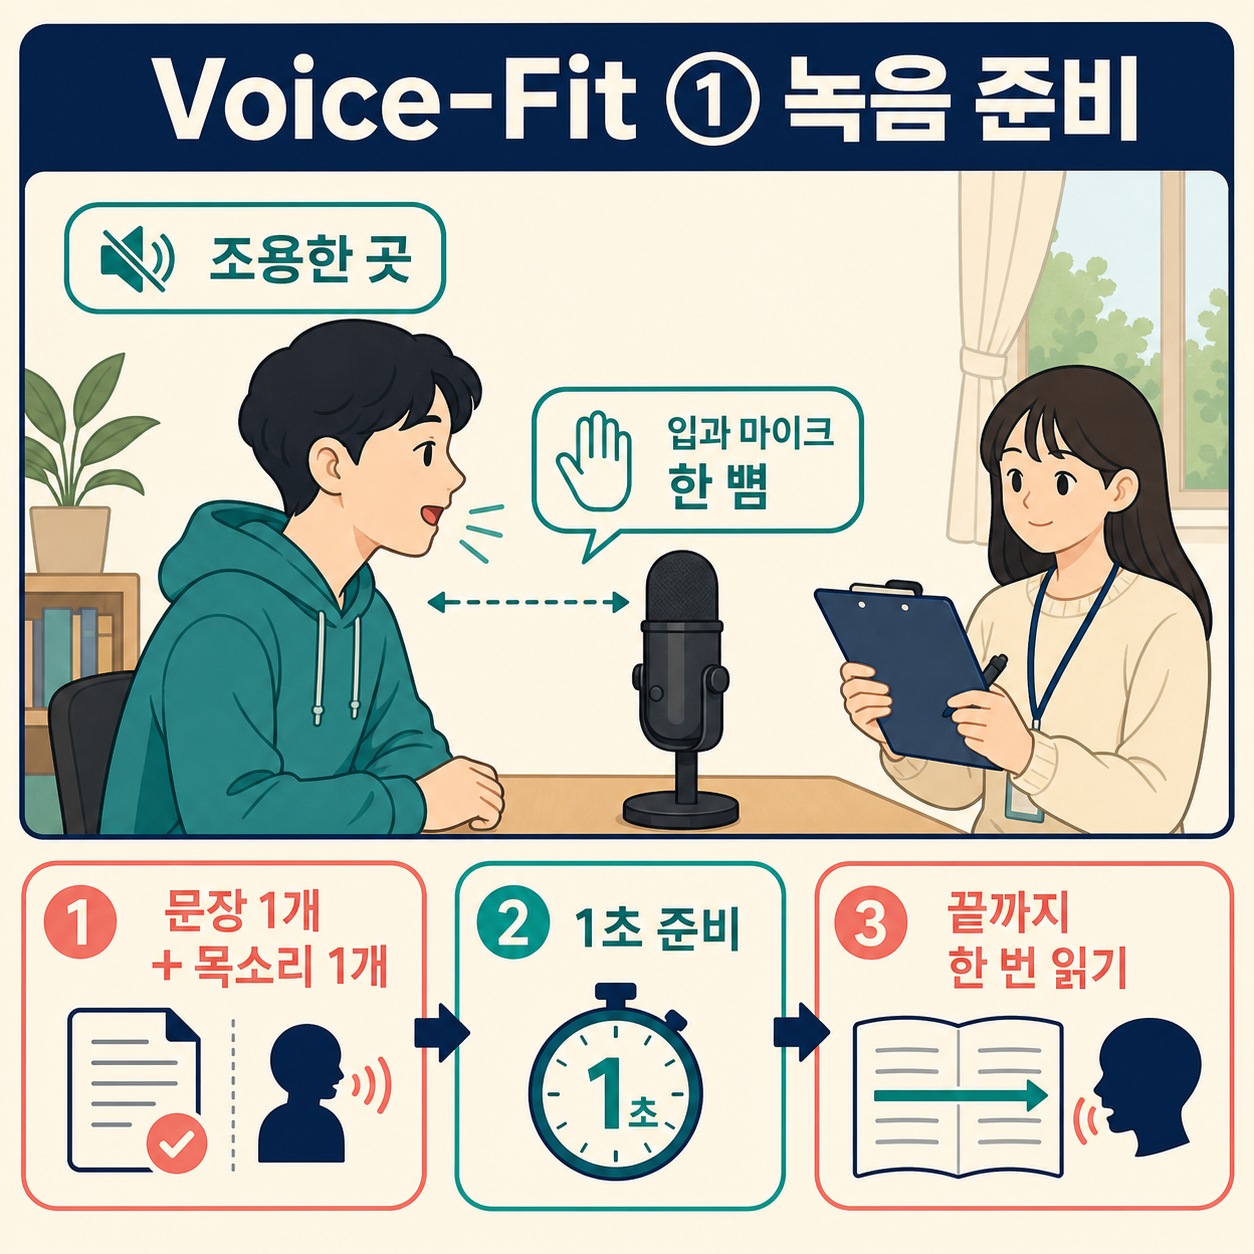 Voice-Fit ① 녹음 준비
조용한 곳
입과 마이크
한 뼘
1 문장 1개
+ 목소리 1개
2 1초 준비
1초
3 끝까지
한 번 읽기